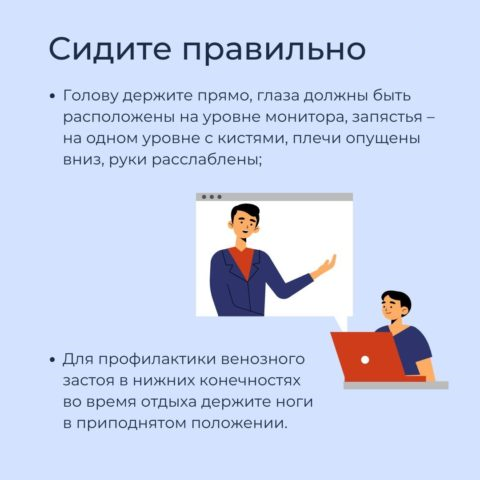 Сидите правильно
• Голову держите прямо, глаза должны быть
расположены на уровне монитора, запястья –
на одном уровне с кистями, плечи опущены
вниз, руки расслаблены;
• Для профилактики венозного
застоя в нижних конечностях
во время отдыха держите ноги
в приподнятом положении.